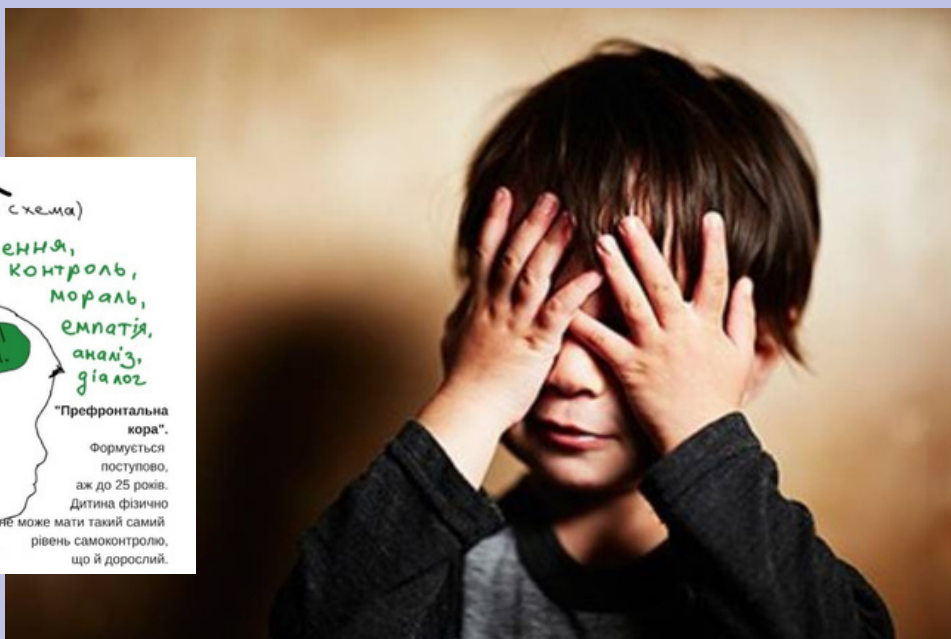 схема)
контроль,
мораль,
емпатія,
аналіз,
діалог
"Префронтальна
кора".
Формується
поступово,
аж до 25 років.
Дитина фізично
не може мати такий самий
рівень самоконтролю,
що й дорослий.